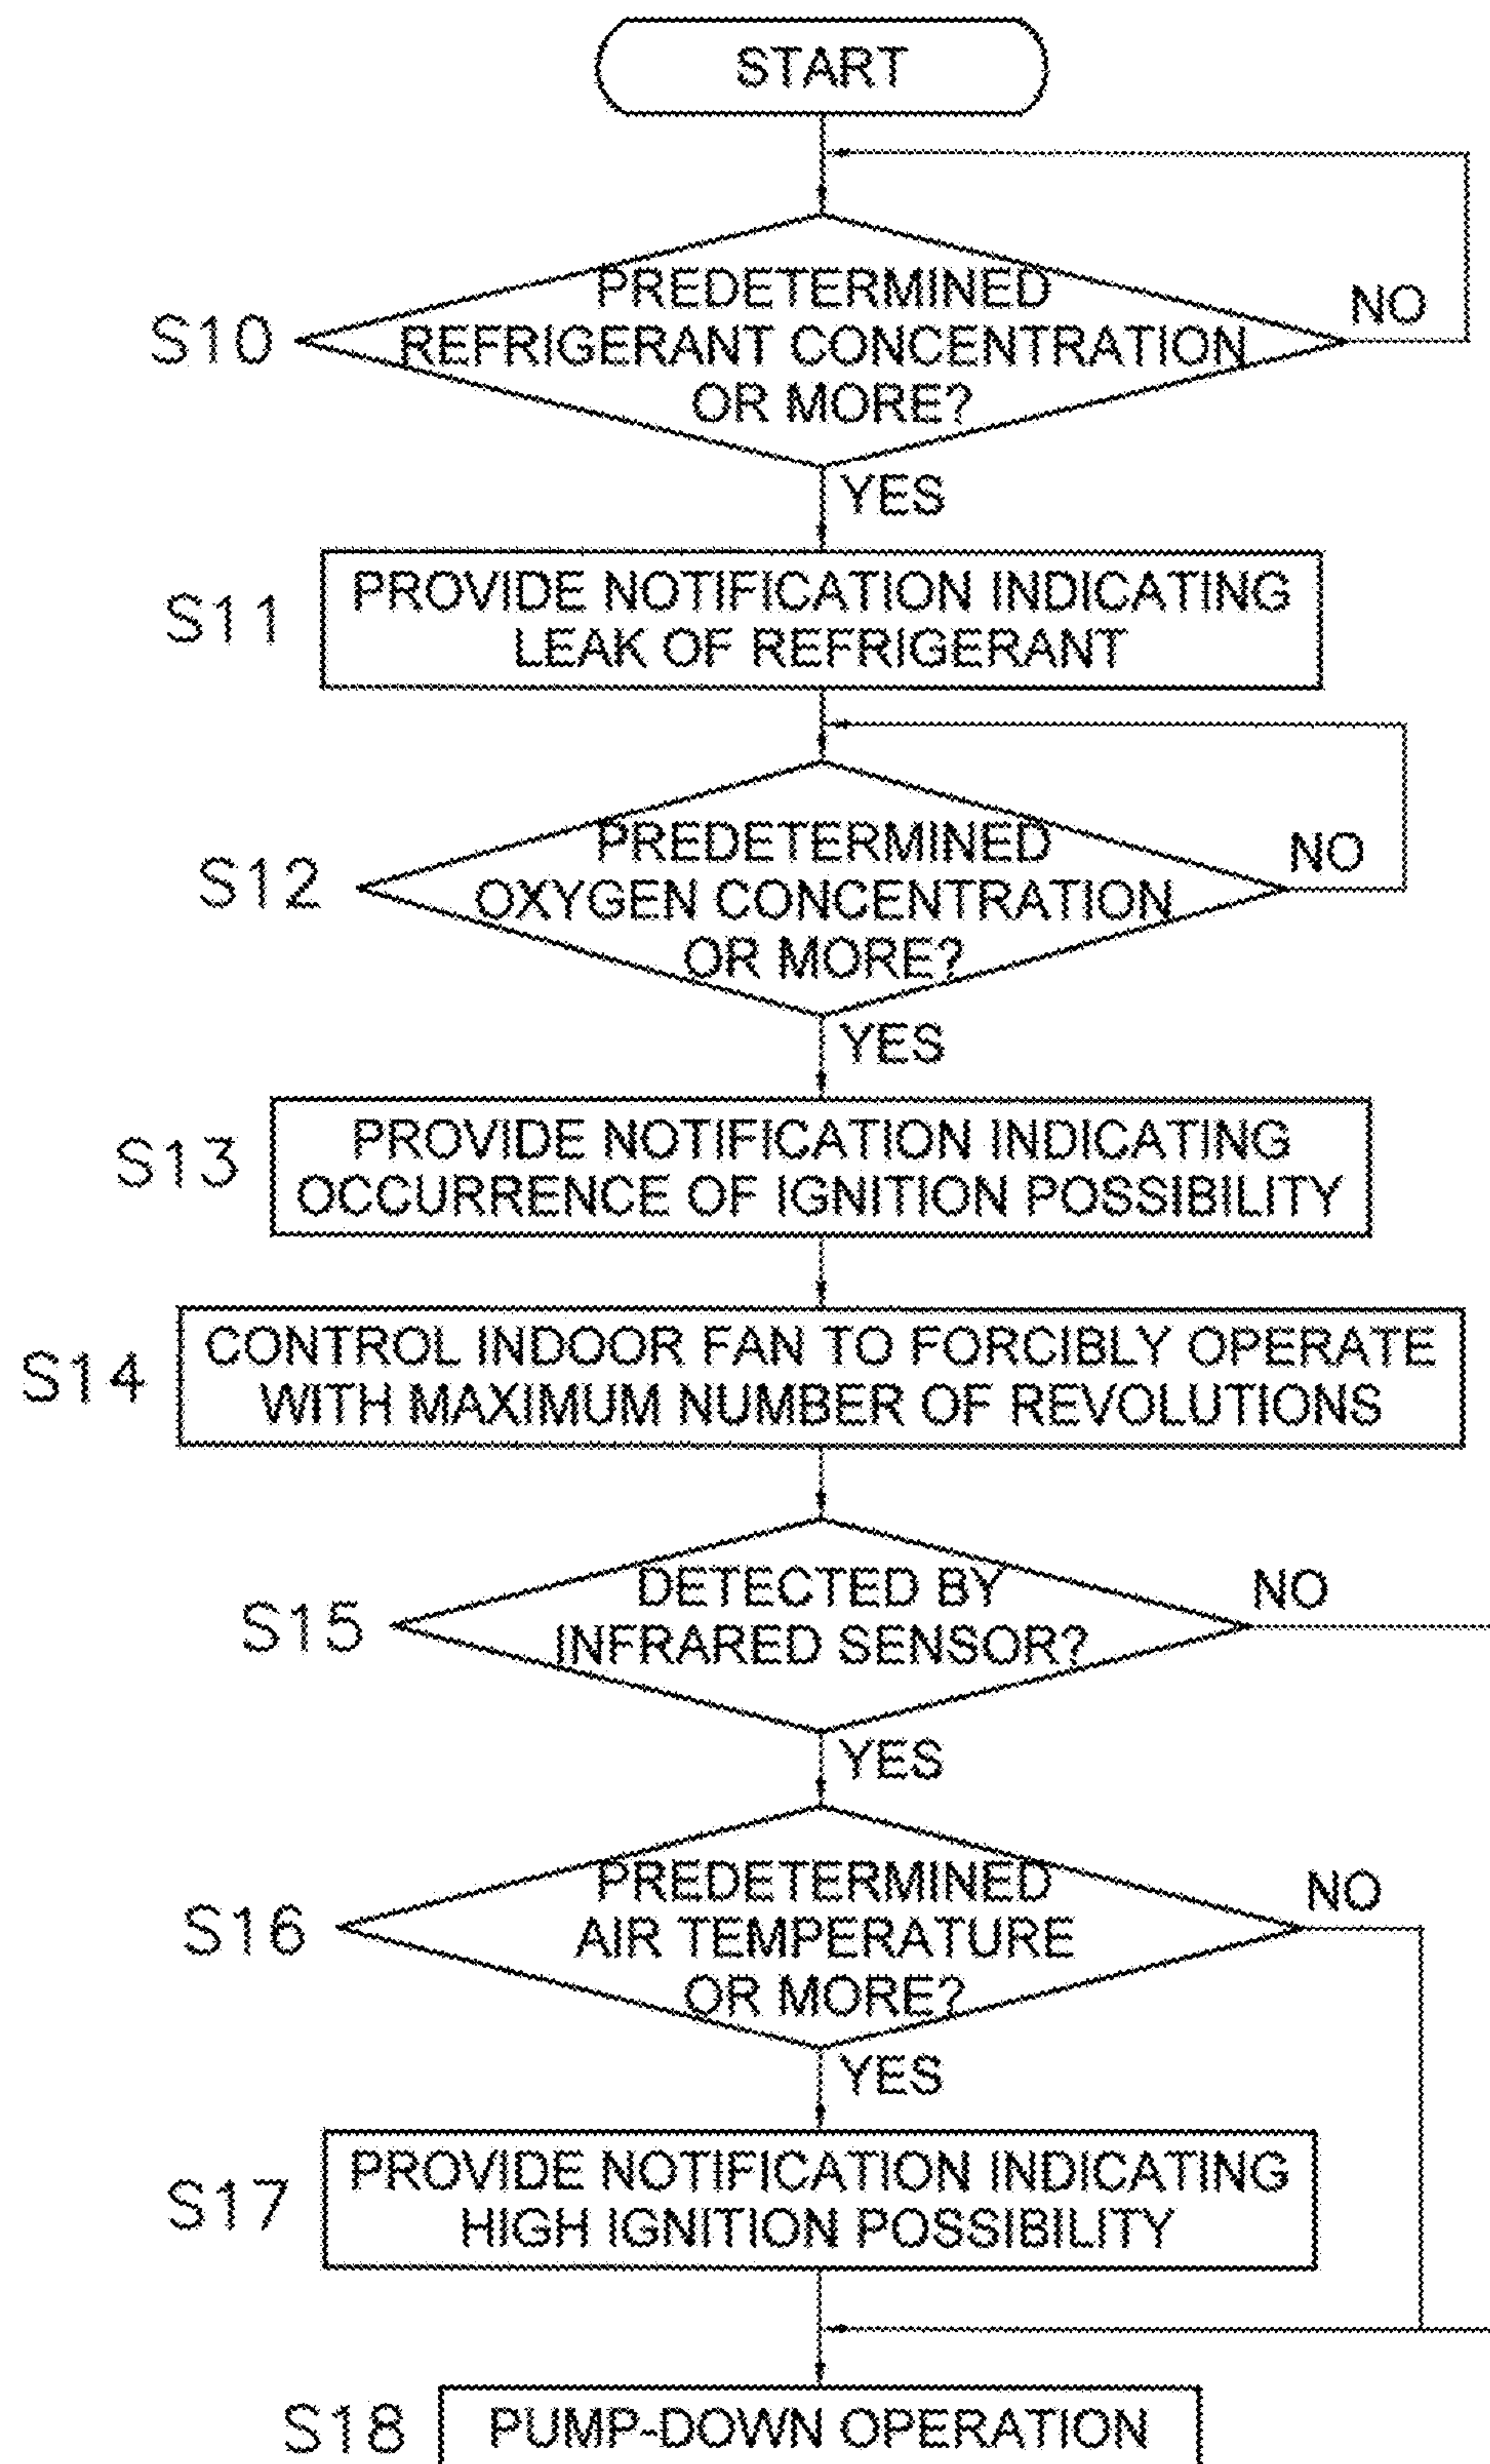 START
PREDETERMINED
S10 REFRIGERANT CONCENTRATION NO
OR MORE?
YES
PROVIDE NOTIFICATION INDICATING
S11
LEAK OF REFRIGERANT
PREDETERMINED NO
S12 OXYGEN CONCENTRATION
OR MORE?
YES
PROVIDE NOTIFICATION INDICATING
S13
OCCURRENCE OF IGNITION POSSIBILITY
CONTROL INDOOR FAN TO FORCIBLY OPERATE
S14
WITH MAXIMUM NUMBER OF REVOLUTIONS
DETECTED BY NO
S15 INFRARED SENSOR?
YES
PREDETERMINED NO
S16 AIR TEMPERATURE
OR MORE?
YES
PROVIDE NOTIFICATION INDICATING
S17
HIGH IGNITION POSSIBILITY
S18 PUMP-DOWN OPERATION